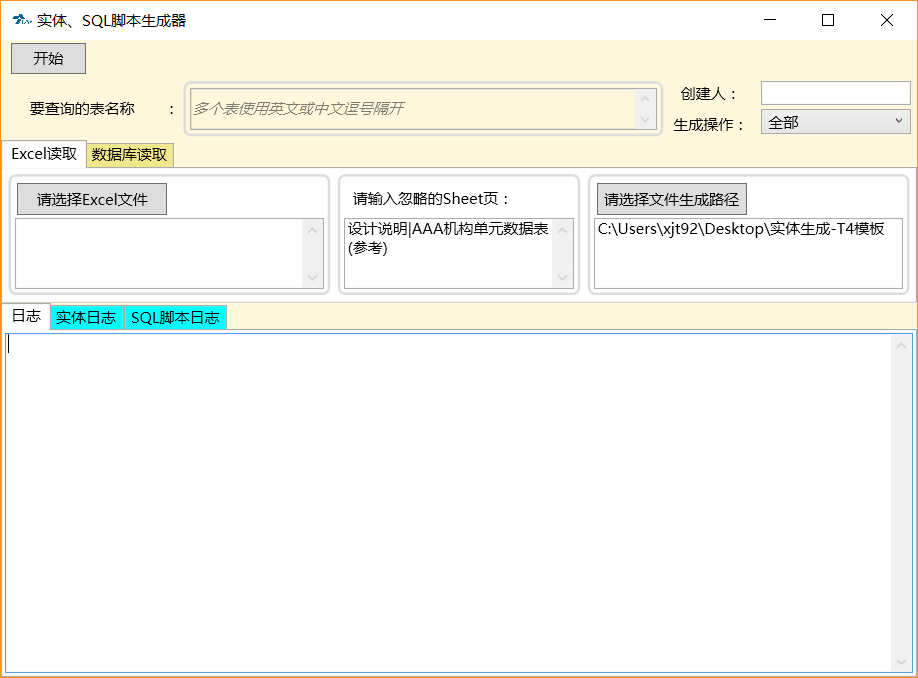 实体、SQL脚本生成器
开始
要查询的表名称 :
多个表使用英文或中文逗号隔开
创建人:
生成操作: 全部
Excel读取 数据库读取
请选择Excel文件
请输入忽略的Sheet页:
设计说明|AAA机构单元数据表
(参考)
请选择文件生成路径
C:\Users\xjt92\Desktop\实体生成-T4模板
日志 实体日志 SQL脚本日志